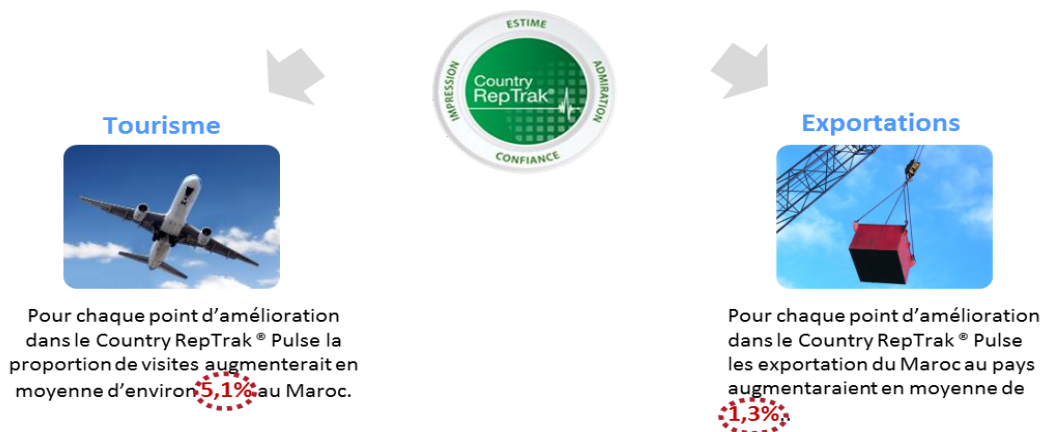 ESTIME
IMPRESSION
ADMIRATION
Country
RepTrak®
CONFIANCE
Tourisme
Pour chaque point d’amélioration
dans le Country RepTrak ® Pulse la
proportion de visites augmenterait en
moyenne d’environ 5,1% au Maroc.
Exportations
Pour chaque point d’amélioration
dans le Country RepTrak ® Pulse
les exportation du Maroc au pays
augmentaraient en moyenne de
1,3%.